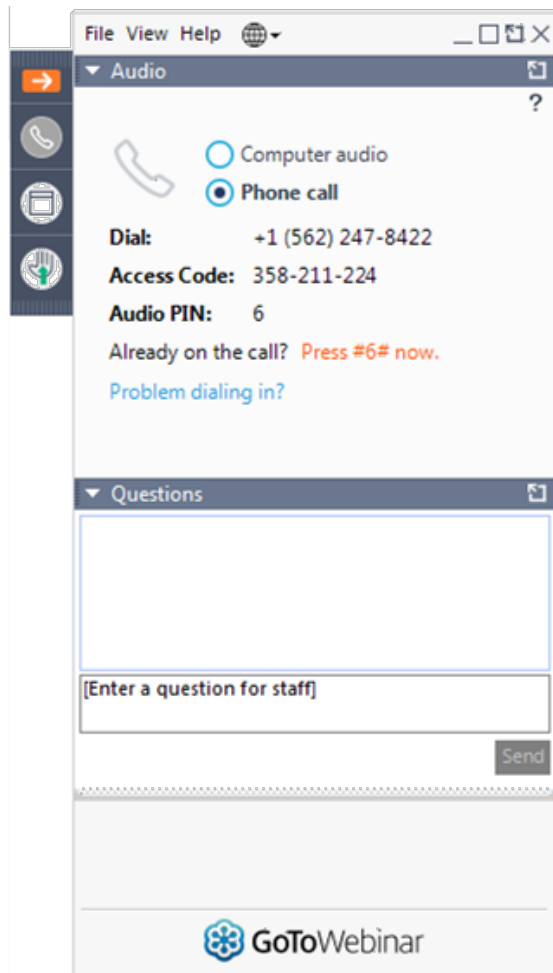 File View Help
Audio
?
Computer audio
Phone call
Dial: +1 (562) 247-8422
Access Code: 358-211-224
Audio PIN: 6
Already on the call? Press #6# now.
Problem dialing in?
Questions
[Enter a question for staff]
Send
GoToWebinar